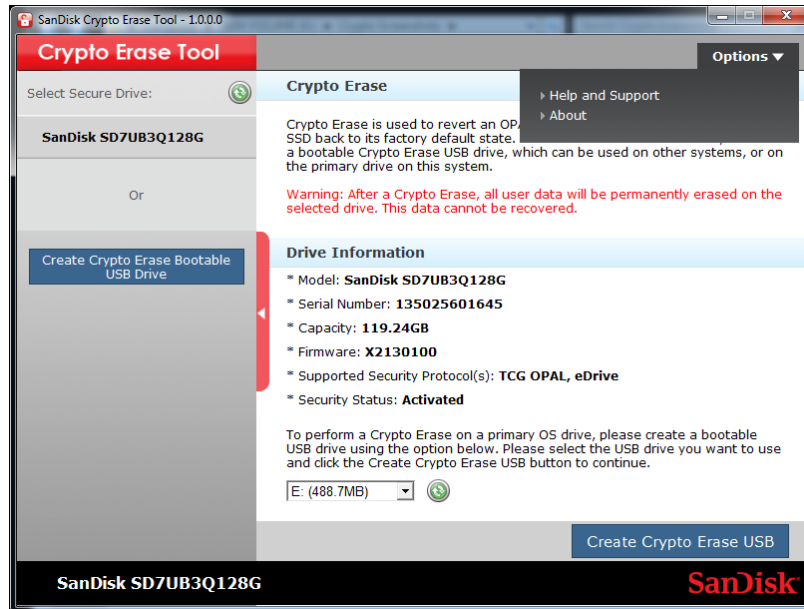 SanDisk Crypto Erase Tool - 1.0.0.0
Crypto Erase Tool
Options ▼
Help and Support
About
Select Secure Drive:
SanDisk SD7UB3Q128G
Or
Create Crypto Erase Bootable
USB Drive
Crypto Erase
Crypto Erase is used to revert an
SSD back to its factory default state.
a bootable Crypto Erase USB drive, which can be used on other systems, or on
the primary drive on this system.
Warning: After a Crypto Erase, all user data will be permanently erased on the
selected drive. This data cannot be recovered.
Drive Information
* Model: SanDisk SD7UB3Q128G
* Serial Number: 135025601645
* Capacity: 119.24GB
* Firmware: X2130100
* Supported Security Protocol(s): TCG OPAL, eDrive
* Security Status: Activated
To perform a Crypto Erase on a primary OS drive, please create a bootable
USB drive using the option below. Please select the USB drive you want to use
and click the Create Crypto Erase USB button to continue.
E: (488.7MB)
Create Crypto Erase USB
SanDisk SD7UB3Q128G
SanDisk